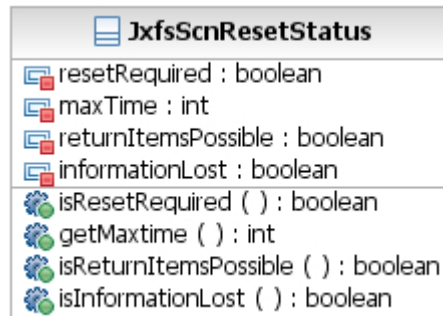 JxfsScnResetStatus
resetRequired : boolean
maxTime : int
returnItemsPossible : boolean
informationLost : boolean
isResetRequired ( ) : boolean
getMaxtime ( ) : int
isReturnItemsPossible ( ) : boolean
isInformationLost ( ) : boolean